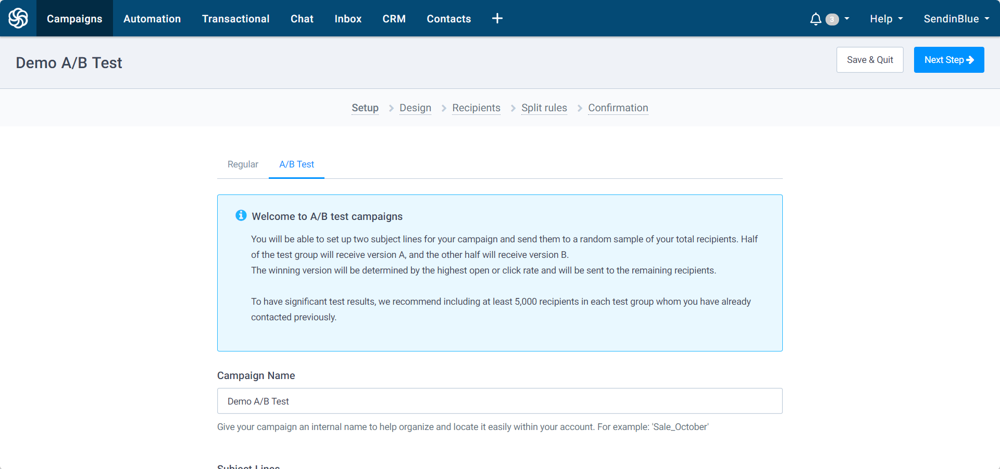 Campaigns Automation Transactional Chat Inbox CRM Contacts 3 Help SendinBlue
Demo A/B Test
Save & Quit Next Step
Setup Design Recipients Split rules Confirmation
Regular A/B Test
Welcome to A/B test campaigns
You will be able to set up two subject lines for your campaign and send them to a random sample of your total recipients. Half
of the test group will receive version A, and the other half will receive version B.
The winning version will be determined by the highest open or click rate and will be sent to the remaining recipients.
To have significant test results, we recommend including at least 5,000 recipients in each test group whom you have already
contacted previously.
Campaign Name
Demo A/B Test
Give your campaign an internal name to help organize and locate it easily within your account. For example: 'Sale_October'
Subject Lines